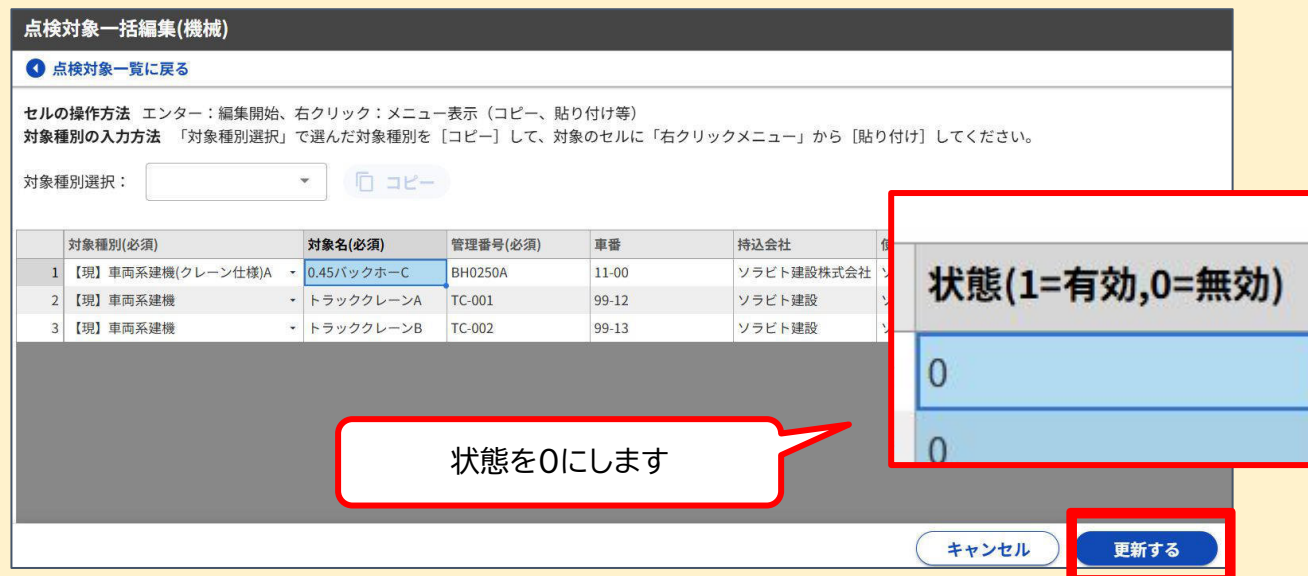 点検対象一括編集(機械)
点検対象一覧に戻る
セルの操作方法 エンター：編集開始、右クリック：メニュー表示（コピー、貼り付け等）
対象種別の入力方法 「対象種別選択」で選んだ対象種別を［コピー］して、対象のセルに「右クリックメニュー」から［貼り付け］してください。
対象種別選択： コピー
対象種別(必須) 対象名(必須) 管理番号(必須) 車番 持込会社
1 【現】車両系建機(クレーン仕様)A 0.45バックホーC BH0250A 11-00 ソラビト建設株式会社
2 【現】車両系建機 トラッククレーンA TC-001 99-12 ソラビト建設
3 【現】車両系建機 トラッククレーンB TC-002 99-13 ソラビト建設
状態(1=有効,0=無効)
0
0
状態を0にします
キャンセル 更新する